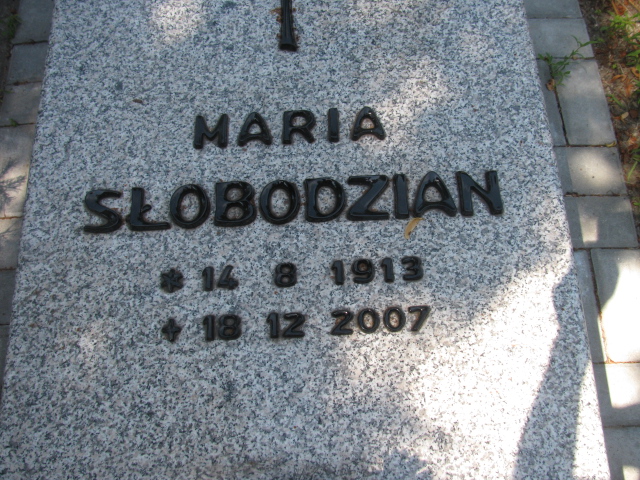 MARIA
SŁOBODZIAN
* 14 8 1913
+ 18 12 2007